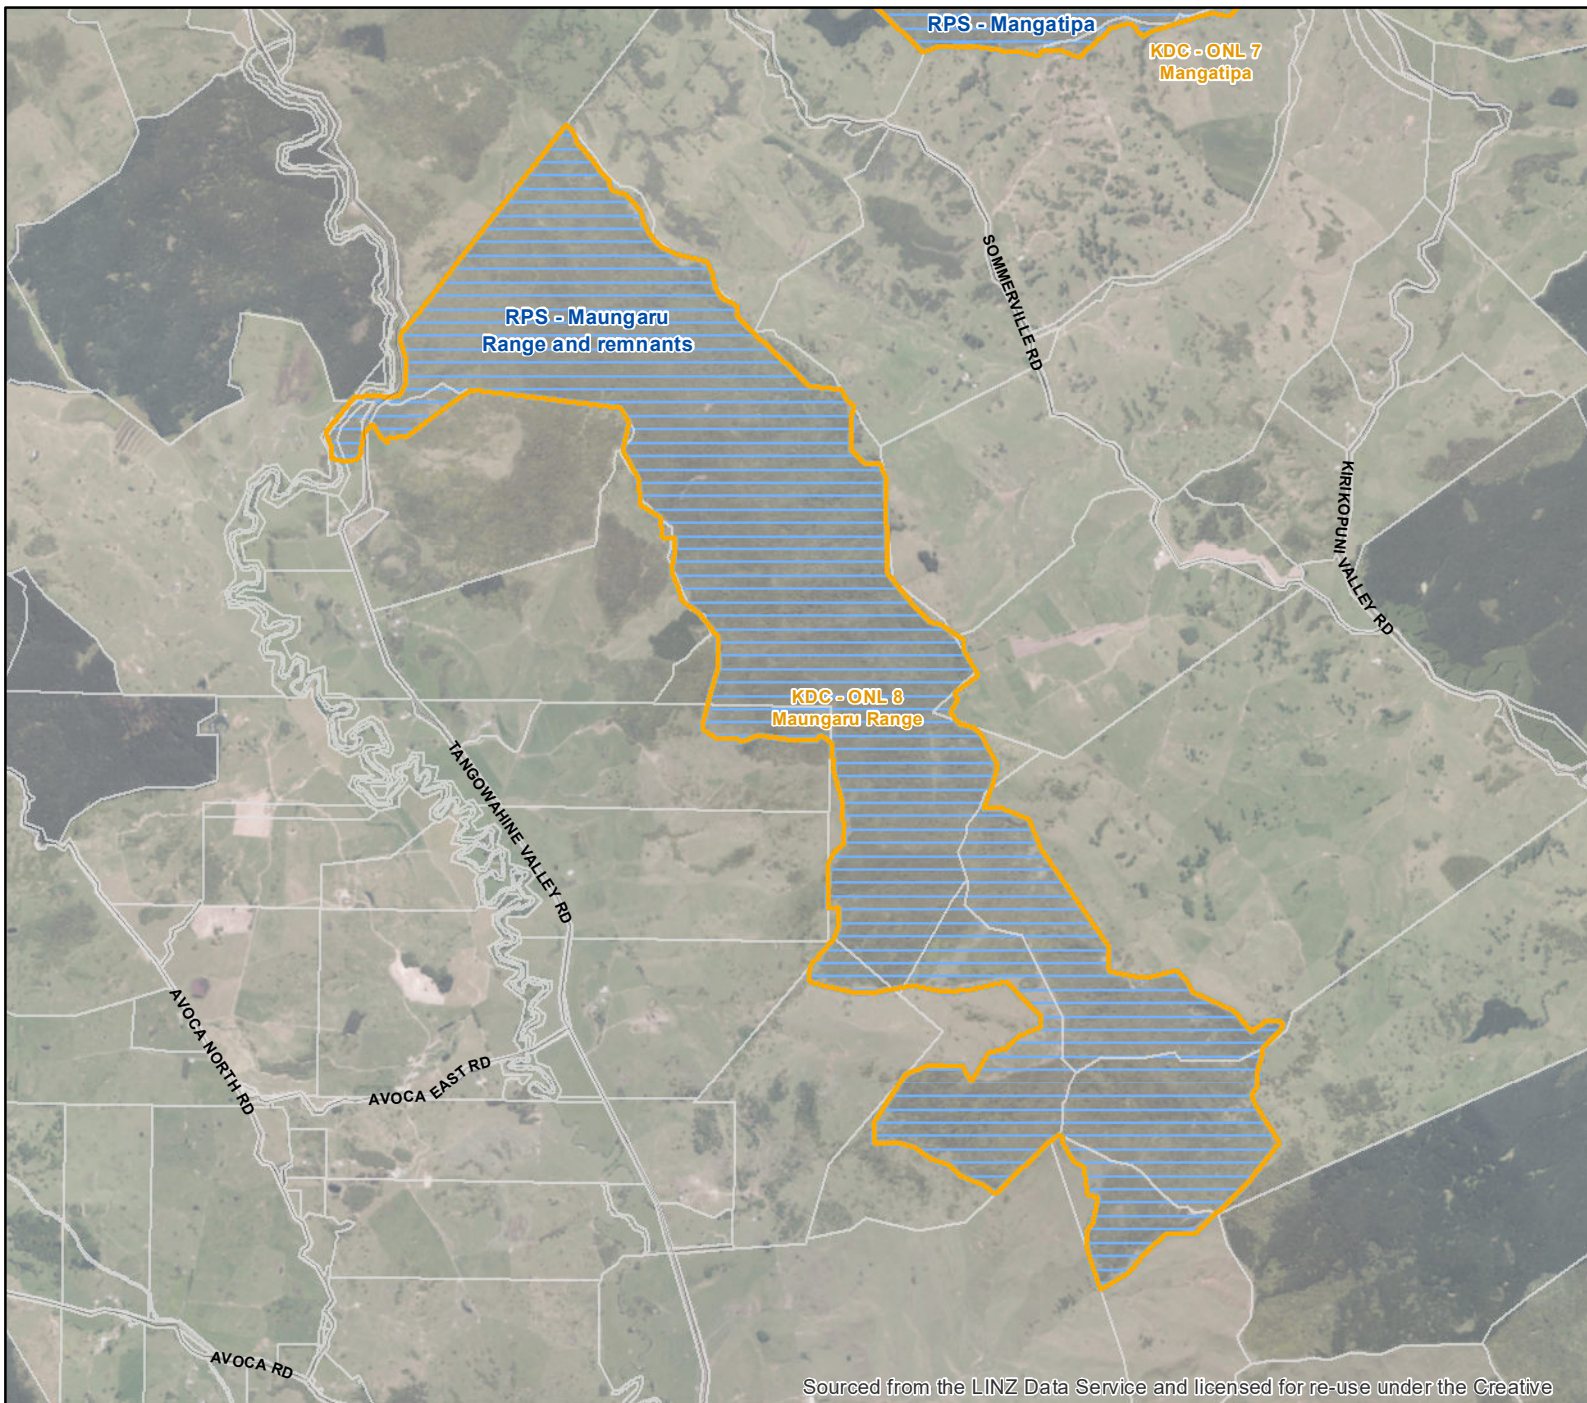 RPS - Mangatipa
KDC - ONL 7
Mangatipa
SOMMERVILLE RD
RPS - Maungaru
Range and remnants
KIRIKOPUNI VALLEY RD
KDC - ONL 8
Maungaru Range
TANGOWAHINE VALLEY RD
AVOCA NORTH RD
AVOCA EAST RD
AVOCA RD
Sourced from the LINZ Data Service and licensed for re-use under the Creative